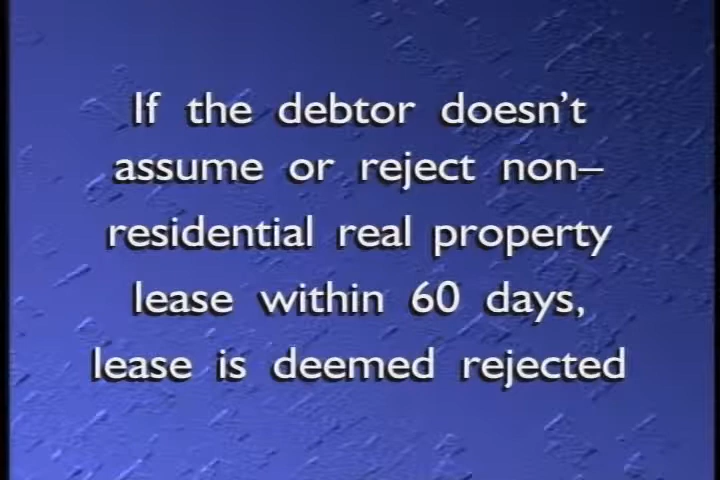 If the debtor doesn't
assume or reject non–
residential real property
lease within 60 days,
lease is deemed rejected